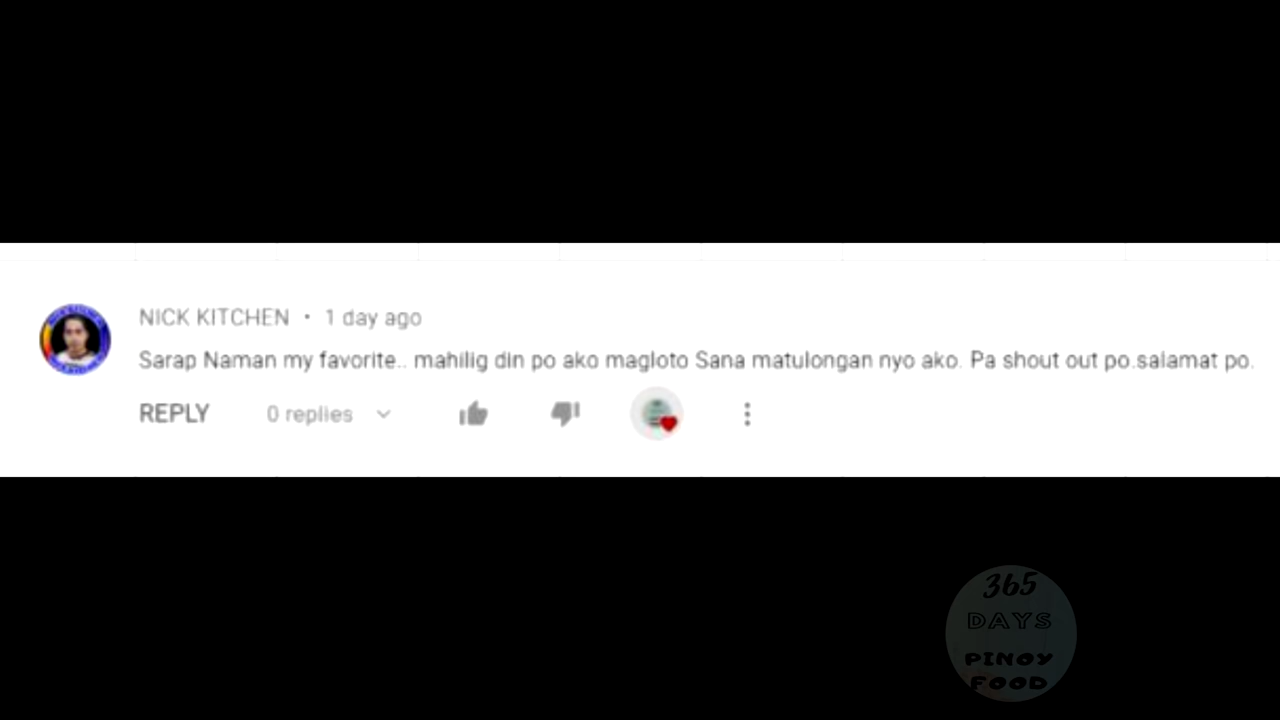 NICK KITCHEN • 1 day ago
Sarap Naman my favorite.. mahilig din po ako magloto Sana matulongan nyo ako. Pa shout out po.salamat po.
REPLY 0 replies
365
DAYS
PINOY
FOOD